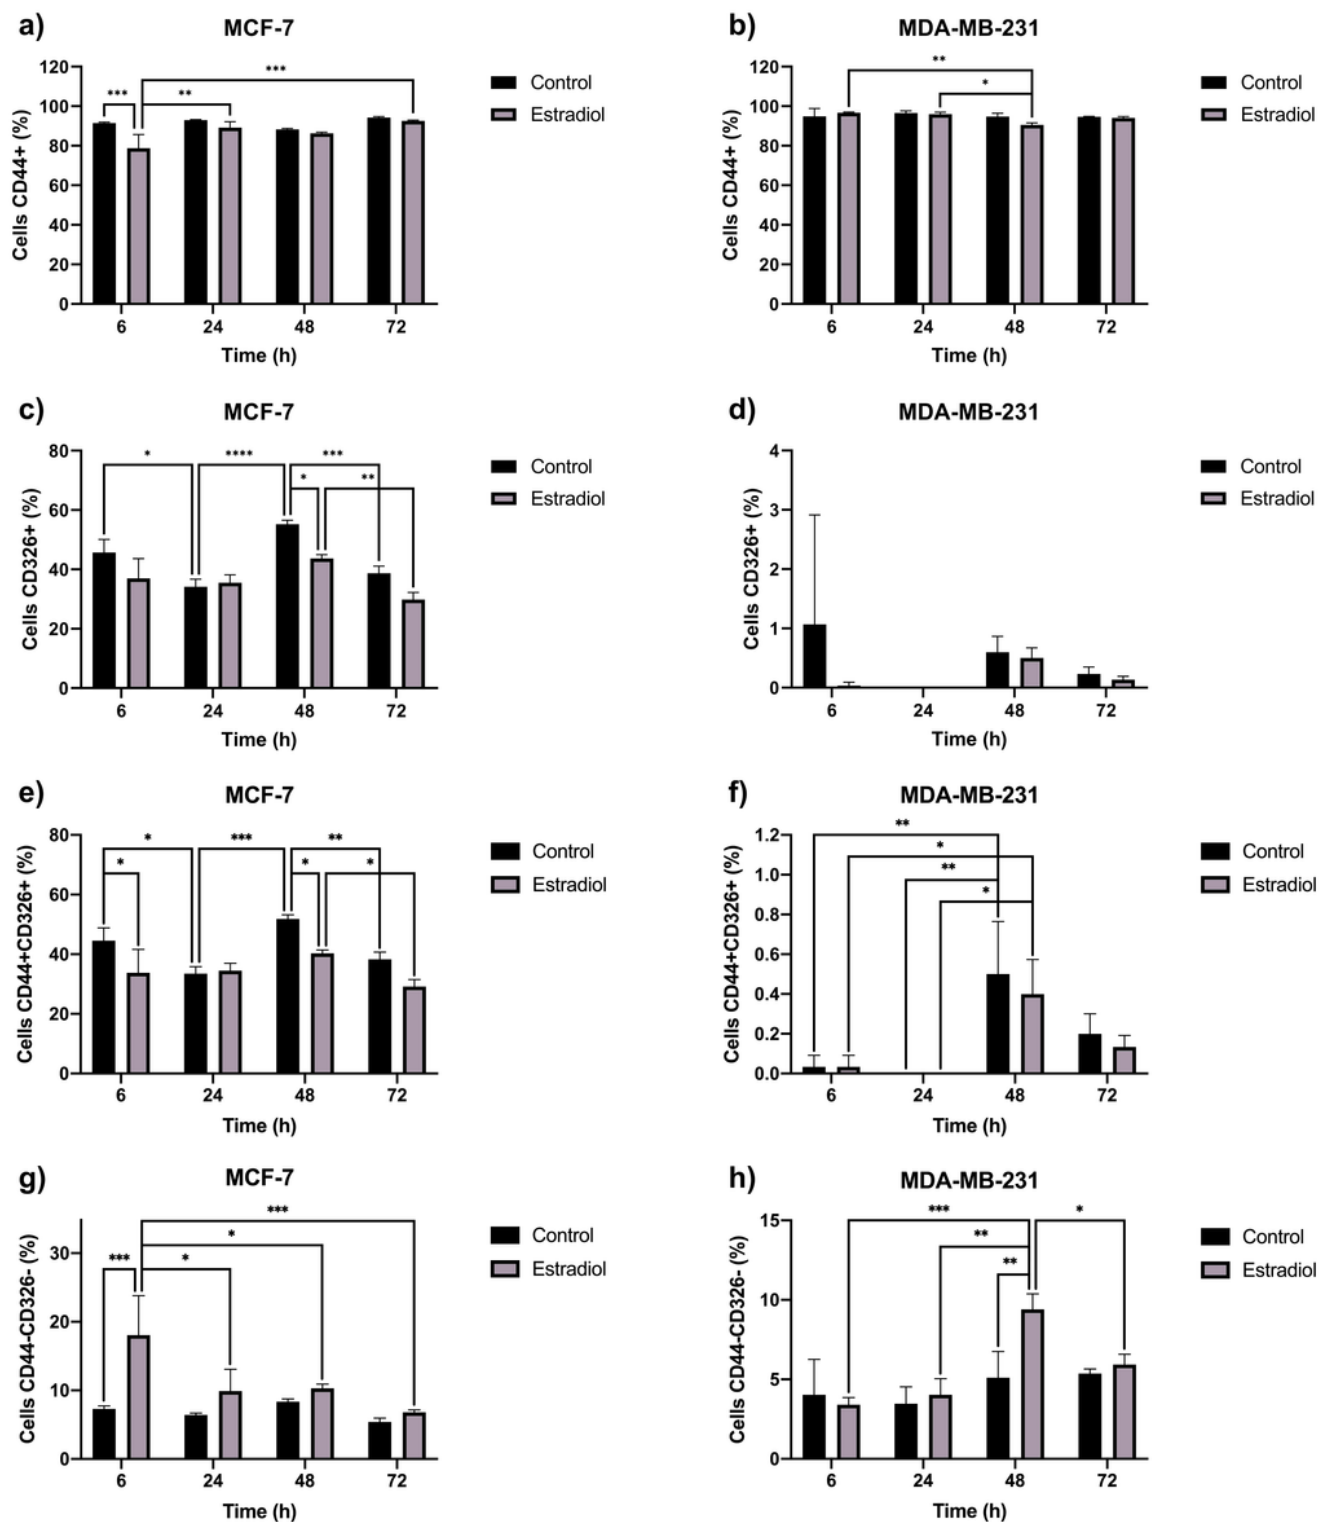 a) MCF-7
*** ** ***
Cells CD44+ (%)
120
100
80
60
40
20
0
6 24 48 72
Time (h)
Control
Estradiol
b) MDA-MB-231
**
*
Cells CD44+ (%)
120
100
80
60
40
20
0
6 24 48 72
Time (h)
Control
Estradiol
c) MCF-7
* **** ***
* **
Cells CD326+ (%)
80
60
40
20
0
6 24 48 72
Time (h)
Control
Estradiol
d) MDA-MB-231
Cells CD326+ (%)
4
3
2
1
0
6 24 48 72
Time (h)
Control
Estradiol
e) MCF-7
* *** **
* * *
Cells CD44+CD326+ (%)
80
60
40
20
0
6 24 48 72
Time (h)
Control
Estradiol
f) MDA-MB-231
**
*
**
*
Cells CD44+CD326+ (%)
1.2
1.0
0.8
0.6
0.4
0.2
0.0
6 24 48 72
Time (h)
Control
Estradiol
g) MCF-7
***
*
*** *
Cells CD44-CD326- (%)
30
20
10
0
6 24 48 72
Time (h)
Control
Estradiol
h) MDA-MB-231
*** *
**
**
Cells CD44-CD326- (%)
15
10
5
0
6 24 48 72
Time (h)
Control
Estradiol